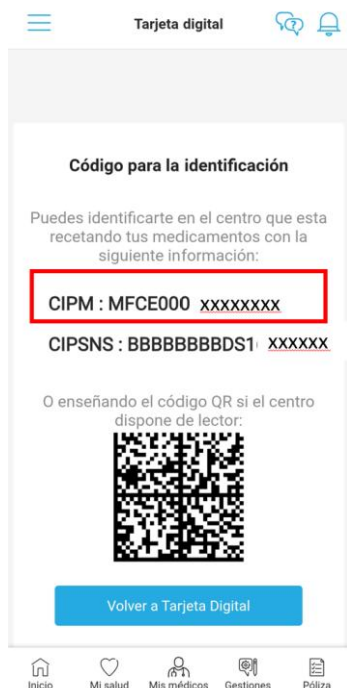 Tarjeta digital
Código para la identificación
Puedes identificarte en el centro que esta
recetando tus medicamentos con la
siguiente información:
CIPM : MFCE000 xxxxxxxx
CIPSNS : BBBBBBBBDS1 xxxxxx
O enseñando el código QR si el centro
dispone de lector:
Volver a Tarjeta Digital
Inicio Mi salud Mis médicos Gestiones Póliza